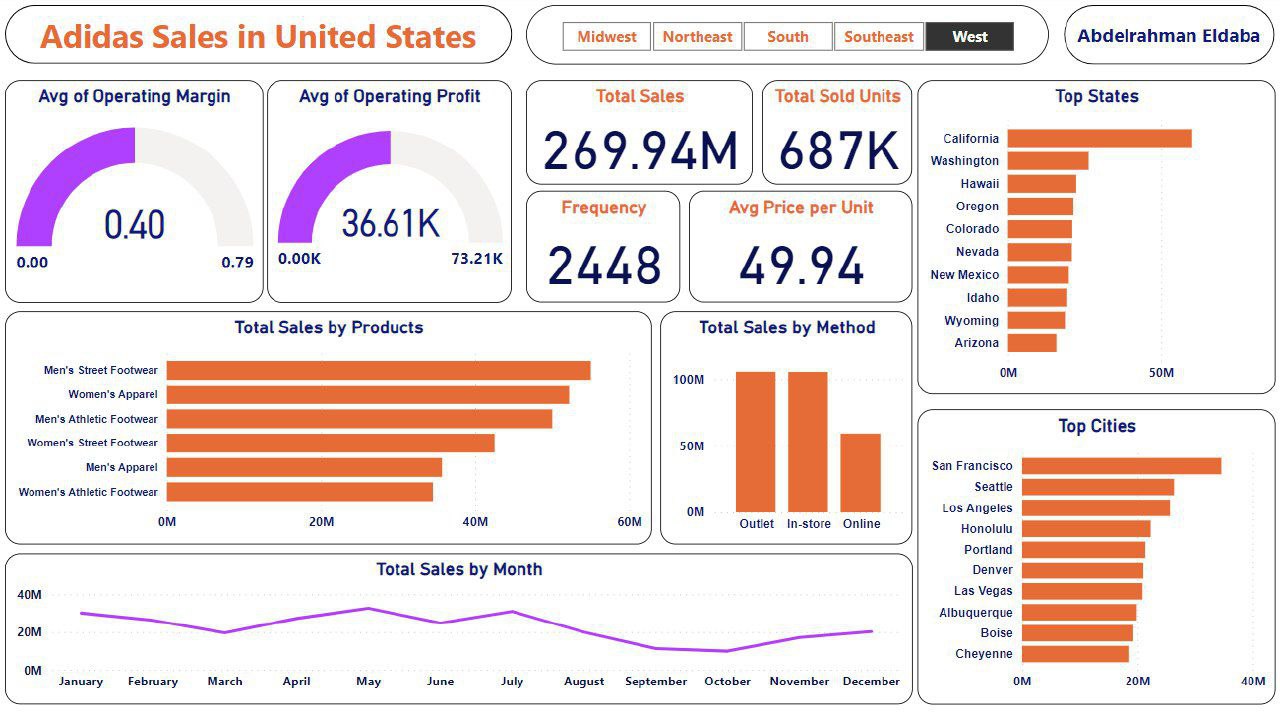 Adidas Sales in United States
Midwest Northeast South Southeast West
Abdelrahman Eldaba
Avg of Operating Margin
0.40
0.00 0.79
Avg of Operating Profit
36.61K
0.00K 73.21K
Total Sales
269.94M
Total Sold Units
687K
Frequency
2448
Avg Price per Unit
49.94
Top States
California
Washington
Hawaii
Oregon
Colorado
Nevada
New Mexico
Idaho
Wyoming
Arizona
0M 50M
Total Sales by Products
Men's Street Footwear
Women's Apparel
Men's Athletic Footwear
Women's Street Footwear
Men's Apparel
Women's Athletic Footwear
0M 20M 40M 60M
Total Sales by Method
100M
50M
0M
Outlet In-store Online
Top Cities
San Francisco
Seattle
Los Angeles
Honolulu
Portland
Denver
Las Vegas
Albuquerque
Boise
Cheyenne
0M 20M 40M
Total Sales by Month
40M
20M
0M
January February March April May June July August September October November December